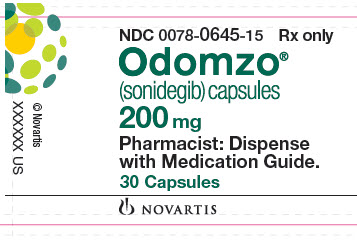 NDC 0078-0645-15 Rx only
Odomzo®
(sonidegib) capsules
200 mg
Pharmacist: Dispense
with Medication Guide.
30 Capsules
NOVARTIS
© Novartis
XXXXXX US